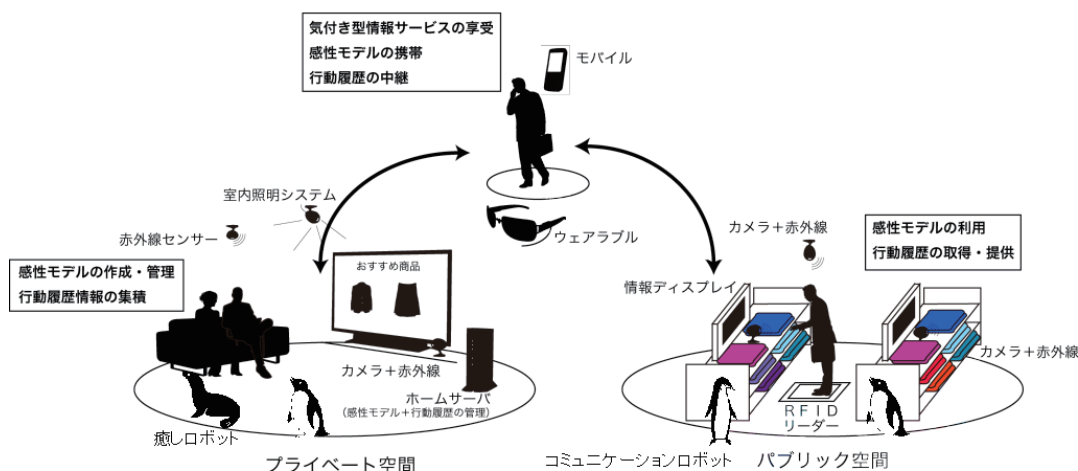 気付き型情報サービスの享受
感性モデルの携帯
行動履歴の中継
モバイル
ウェアラブル
室内照明システム
赤外線センサー
感性モデルの作成・管理
行動履歴情報の集積
おすすめ商品
カメラ＋赤外線
ホームサーバ
（感性モデル＋行動履歴の管理）
癒しロボット
プライベート空間
カメラ＋赤外線
感性モデルの利用
行動履歴の取得・提供
情報ディスプレイ
カメラ＋赤外線
ＲＦＩＤ
リーダー
コミュニケーションロボット
パブリック空間